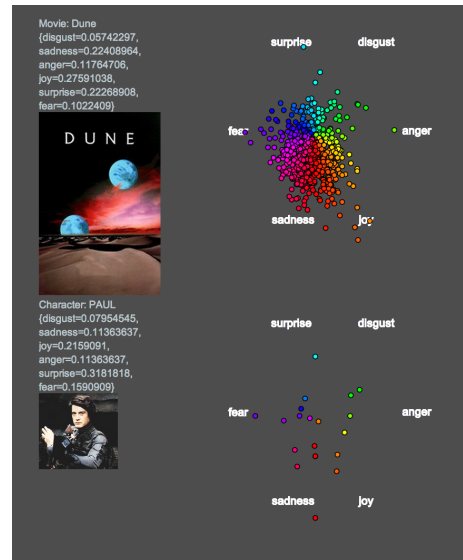 Movie: Dune
{disgust=0.05742297,
sadness=0.22408964,
anger=0.11764706,
joy=0.27591038,
surprise=0.22268908,
fear=0.1022409}
DUNE
surprise
disgust
fear
anger
sadness
joy
Character: PAUL
{disgust=0.07954545,
sadness=0.11363637,
joy=0.2159091,
anger=0.11363637,
surprise=0.3181818,
fear=0.1590909}
surprise
disgust
fear
anger
sadness
joy